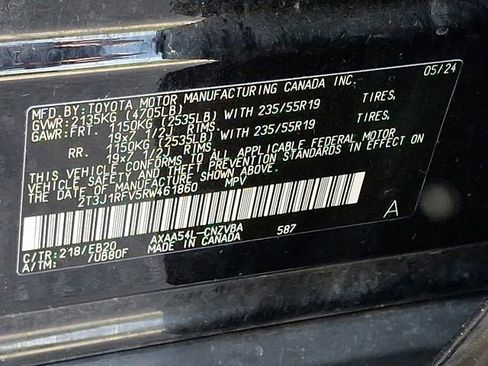 MFD.BY:TOYOTA MOTOR MANUFACTURING CANADA INC. 05/24
GVWR:2135KG (4705LB)
GAWR:FRT. 1150KG (2535LB) WITH 235/55R19 TIRES,
19x7 1/2J RIMS
RR. 1150KG (2535LB) WITH 235/55R19 TIRES,
19x7 1/2J RIMS
THIS VEHICLE CONFORMS TO ALL APPLICABLE FEDERAL MOTOR
VEHICLE SAFETY AND THEFT PREVENTION STANDARDS IN EFFECT ON
THE DATE OF MANUFACTURE SHOWN ABOVE.
2T3J1RFV5RW461860 MPV
A
C/TR:218/EB20 AXAA54L-CNZVBA 587
A/TM: 7UB80F MADE IN CANADA